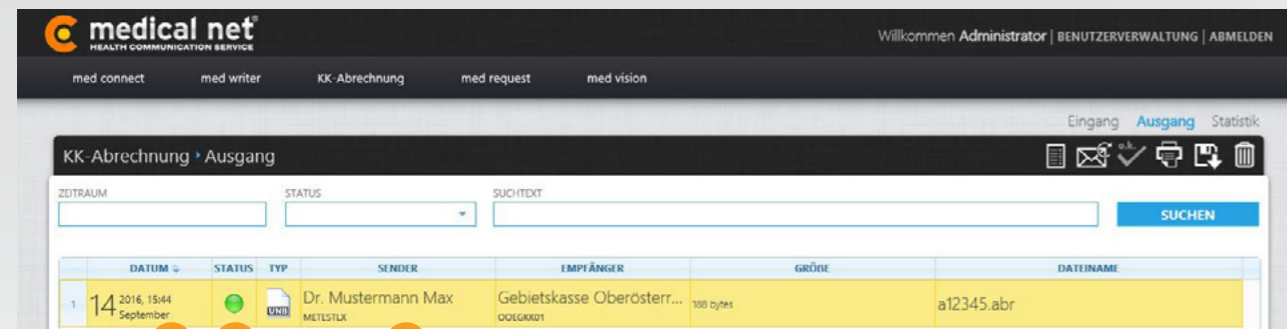 medical net®
HEALTH COMMUNICATION SERVICE
Willkommen Administrator | BENUTZERVERWALTUNG | ABMELDEN
med connect med writer KK-Abrechnung med request med vision
Eingang Ausgang Statistik
KK-Abrechnung Ausgang
o.k.
ZEITRAUM STATUS SUCHTEXT
SUCHEN
DATUM STATUS TYP SENDER EMPFÄNGER GRÖßE DATEINAME
1 14 2016, 15:44 September UNB Dr. Mustermann Max Gebietskasse Oberösterr... 188 bytes a12345.abr
METESTLX OOEGKK01